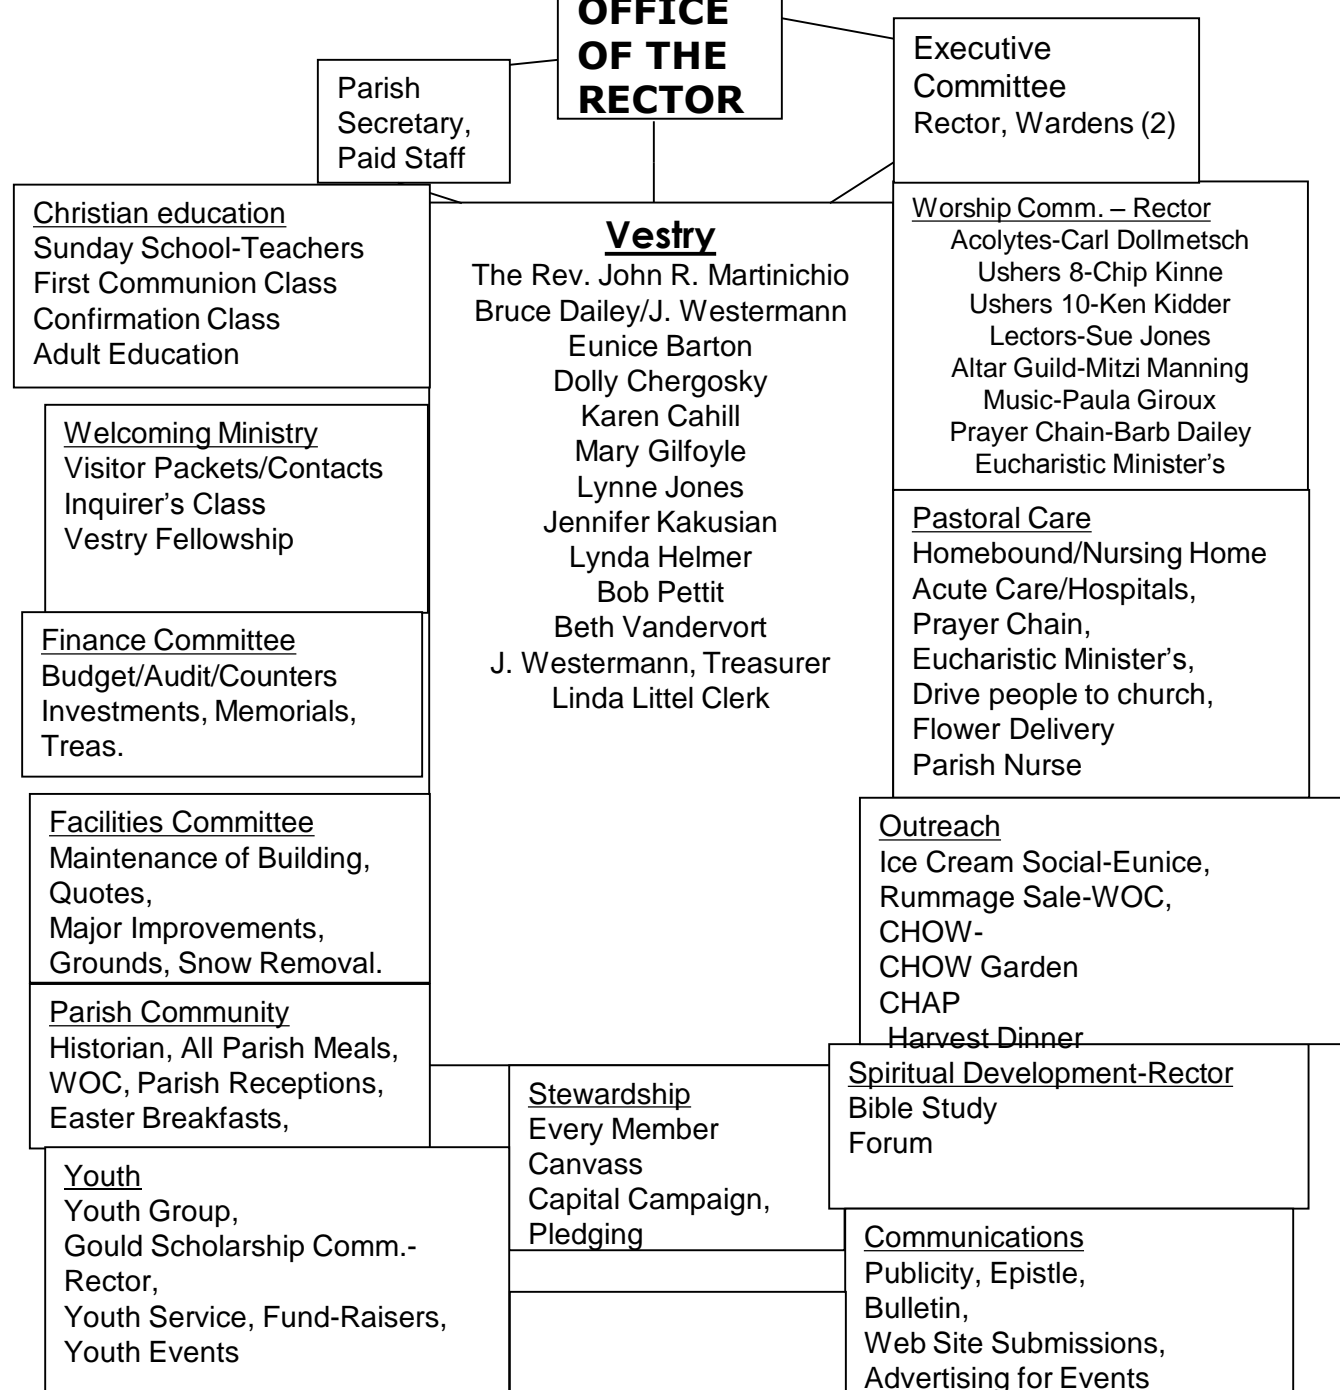 OFFICE
OF THE
RECTOR
Parish
Secretary,
Paid Staff
Executive
Committee
Rector, Wardens (2)
Christian education
Sunday School-Teachers
First Communion Class
Confirmation Class
Adult Education
Welcoming Ministry
Visitor Packets/Contacts
Inquirer's Class
Vestry Fellowship
Finance Committee
Budget/Audit/Counters
Investments, Memorials,
Treas.
Facilities Committee
Maintenance of Building,
Quotes,
Major Improvements,
Grounds, Snow Removal.
Parish Community
Historian, All Parish Meals,
WOC, Parish Receptions,
Easter Breakfasts,
Youth
Youth Group,
Gould Scholarship Comm.-
Rector,
Youth Service, Fund-Raisers,
Youth Events
Vestry
The Rev. John R. Martinichio
Bruce Dailey/J. Westermann
Eunice Barton
Dolly Chergosky
Karen Cahill
Mary Gilfoyle
Lynne Jones
Jennifer Kakusian
Lynda Helmer
Bob Pettit
Beth Vandervort
J. Westermann, Treasurer
Linda Littel Clerk
Stewardship
Every Member
Canvass
Capital Campaign,
Pledging
Worship Comm. – Rector
Acolytes-Carl Dollmetsch
Ushers 8-Chip Kinne
Ushers 10-Ken Kidder
Lectors-Sue Jones
Altar Guild-Mitzi Manning
Music-Paula Giroux
Prayer Chain-Barb Dailey
Eucharistic Minister's
Pastoral Care
Homebound/Nursing Home
Acute Care/Hospitals,
Prayer Chain,
Eucharistic Minister's,
Drive people to church,
Flower Delivery
Parish Nurse
Outreach
Ice Cream Social-Eunice,
Rummage Sale-WOC,
CHOW-
CHOW Garden
CHAP
Harvest Dinner
Spiritual Development-Rector
Bible Study
Forum
Communications
Publicity, Epistle,
Bulletin,
Web Site Submissions,
Advertising for Events